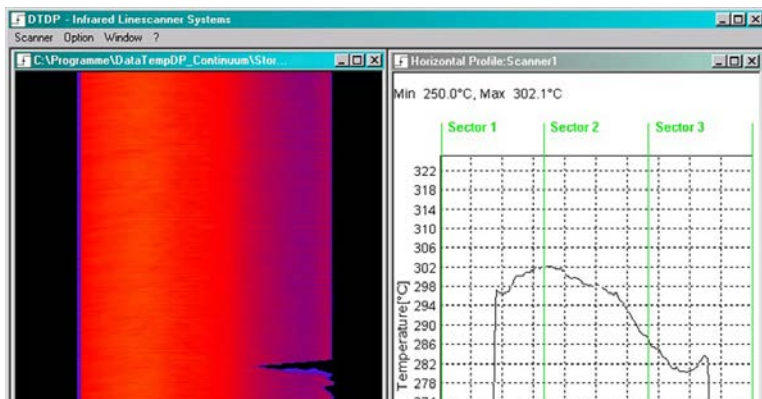 DTDP - Infrared Linescanner Systems
Scanner Option Window ?
C:\Programme\DataTempDP_Continuum\Stor...
Horizontal Profile:Scanner1
Min 250.0°C, Max 302.1°C
Sector 1 Sector 2 Sector 3
322
318
314
310
306
302
298
294
290
286
282
278
Temperature[°C]